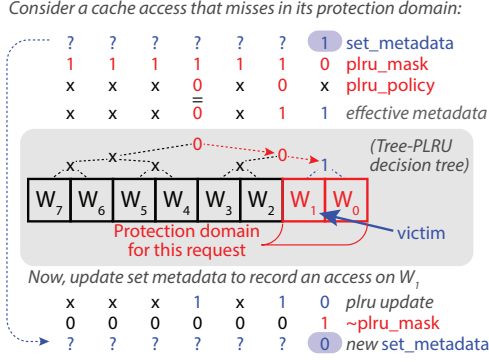 Consider a cache access that misses in its protection domain:
? ? ? ? ? ? 1 set_metadata
1 1 1 1 1 1 0 plru_mask
x x x 0 x 0 x plru_policy
=
x x x 0 x 1 1 effective metadata
(Tree-PLRU
decision tree)
0
x 0
x x x 1
W7 W6 W5 W4 W3 W2 W1 W0
Protection domain
for this request
victim
Now, update set metadata to record an access on W1
x x x 1 x 1 0 plru update
0 0 0 0 0 0 1 ~plru_mask
? ? ? ? ? ? 0 new set_metadata